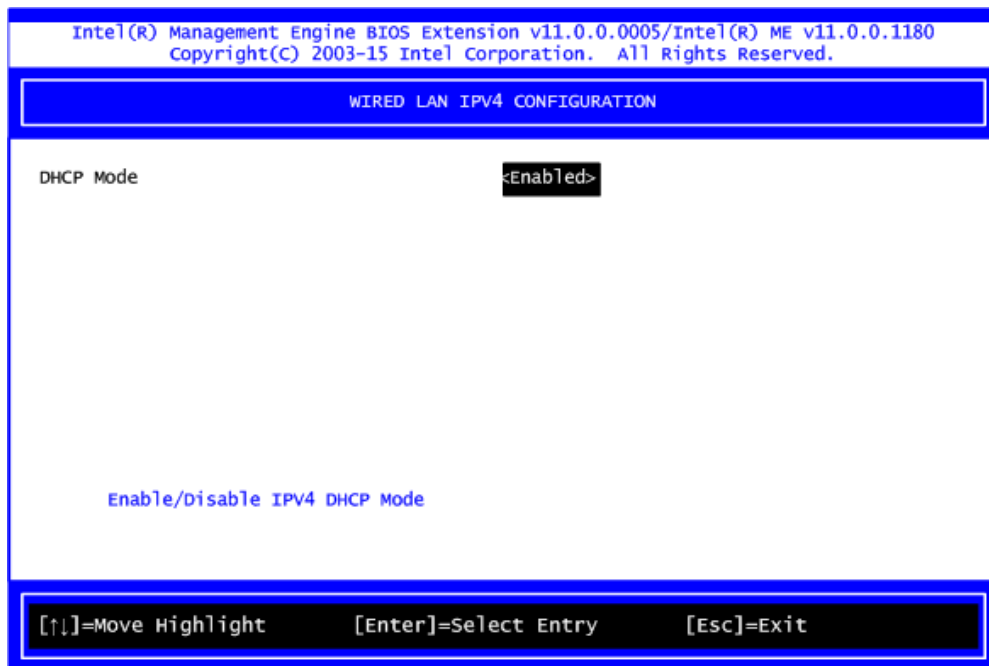 Intel(R) Management Engine BIOS Extension v11.0.0.0005/Intel(R) ME v11.0.0.1180
Copyright(C) 2003-15 Intel Corporation.  All Rights Reserved.
WIRED LAN IPV4 CONFIGURATION
DHCP Mode <Enabled>
Enable/Disable IPV4 DHCP Mode
[↑↓]=Move Highlight [Enter]=Select Entry [Esc]=Exit